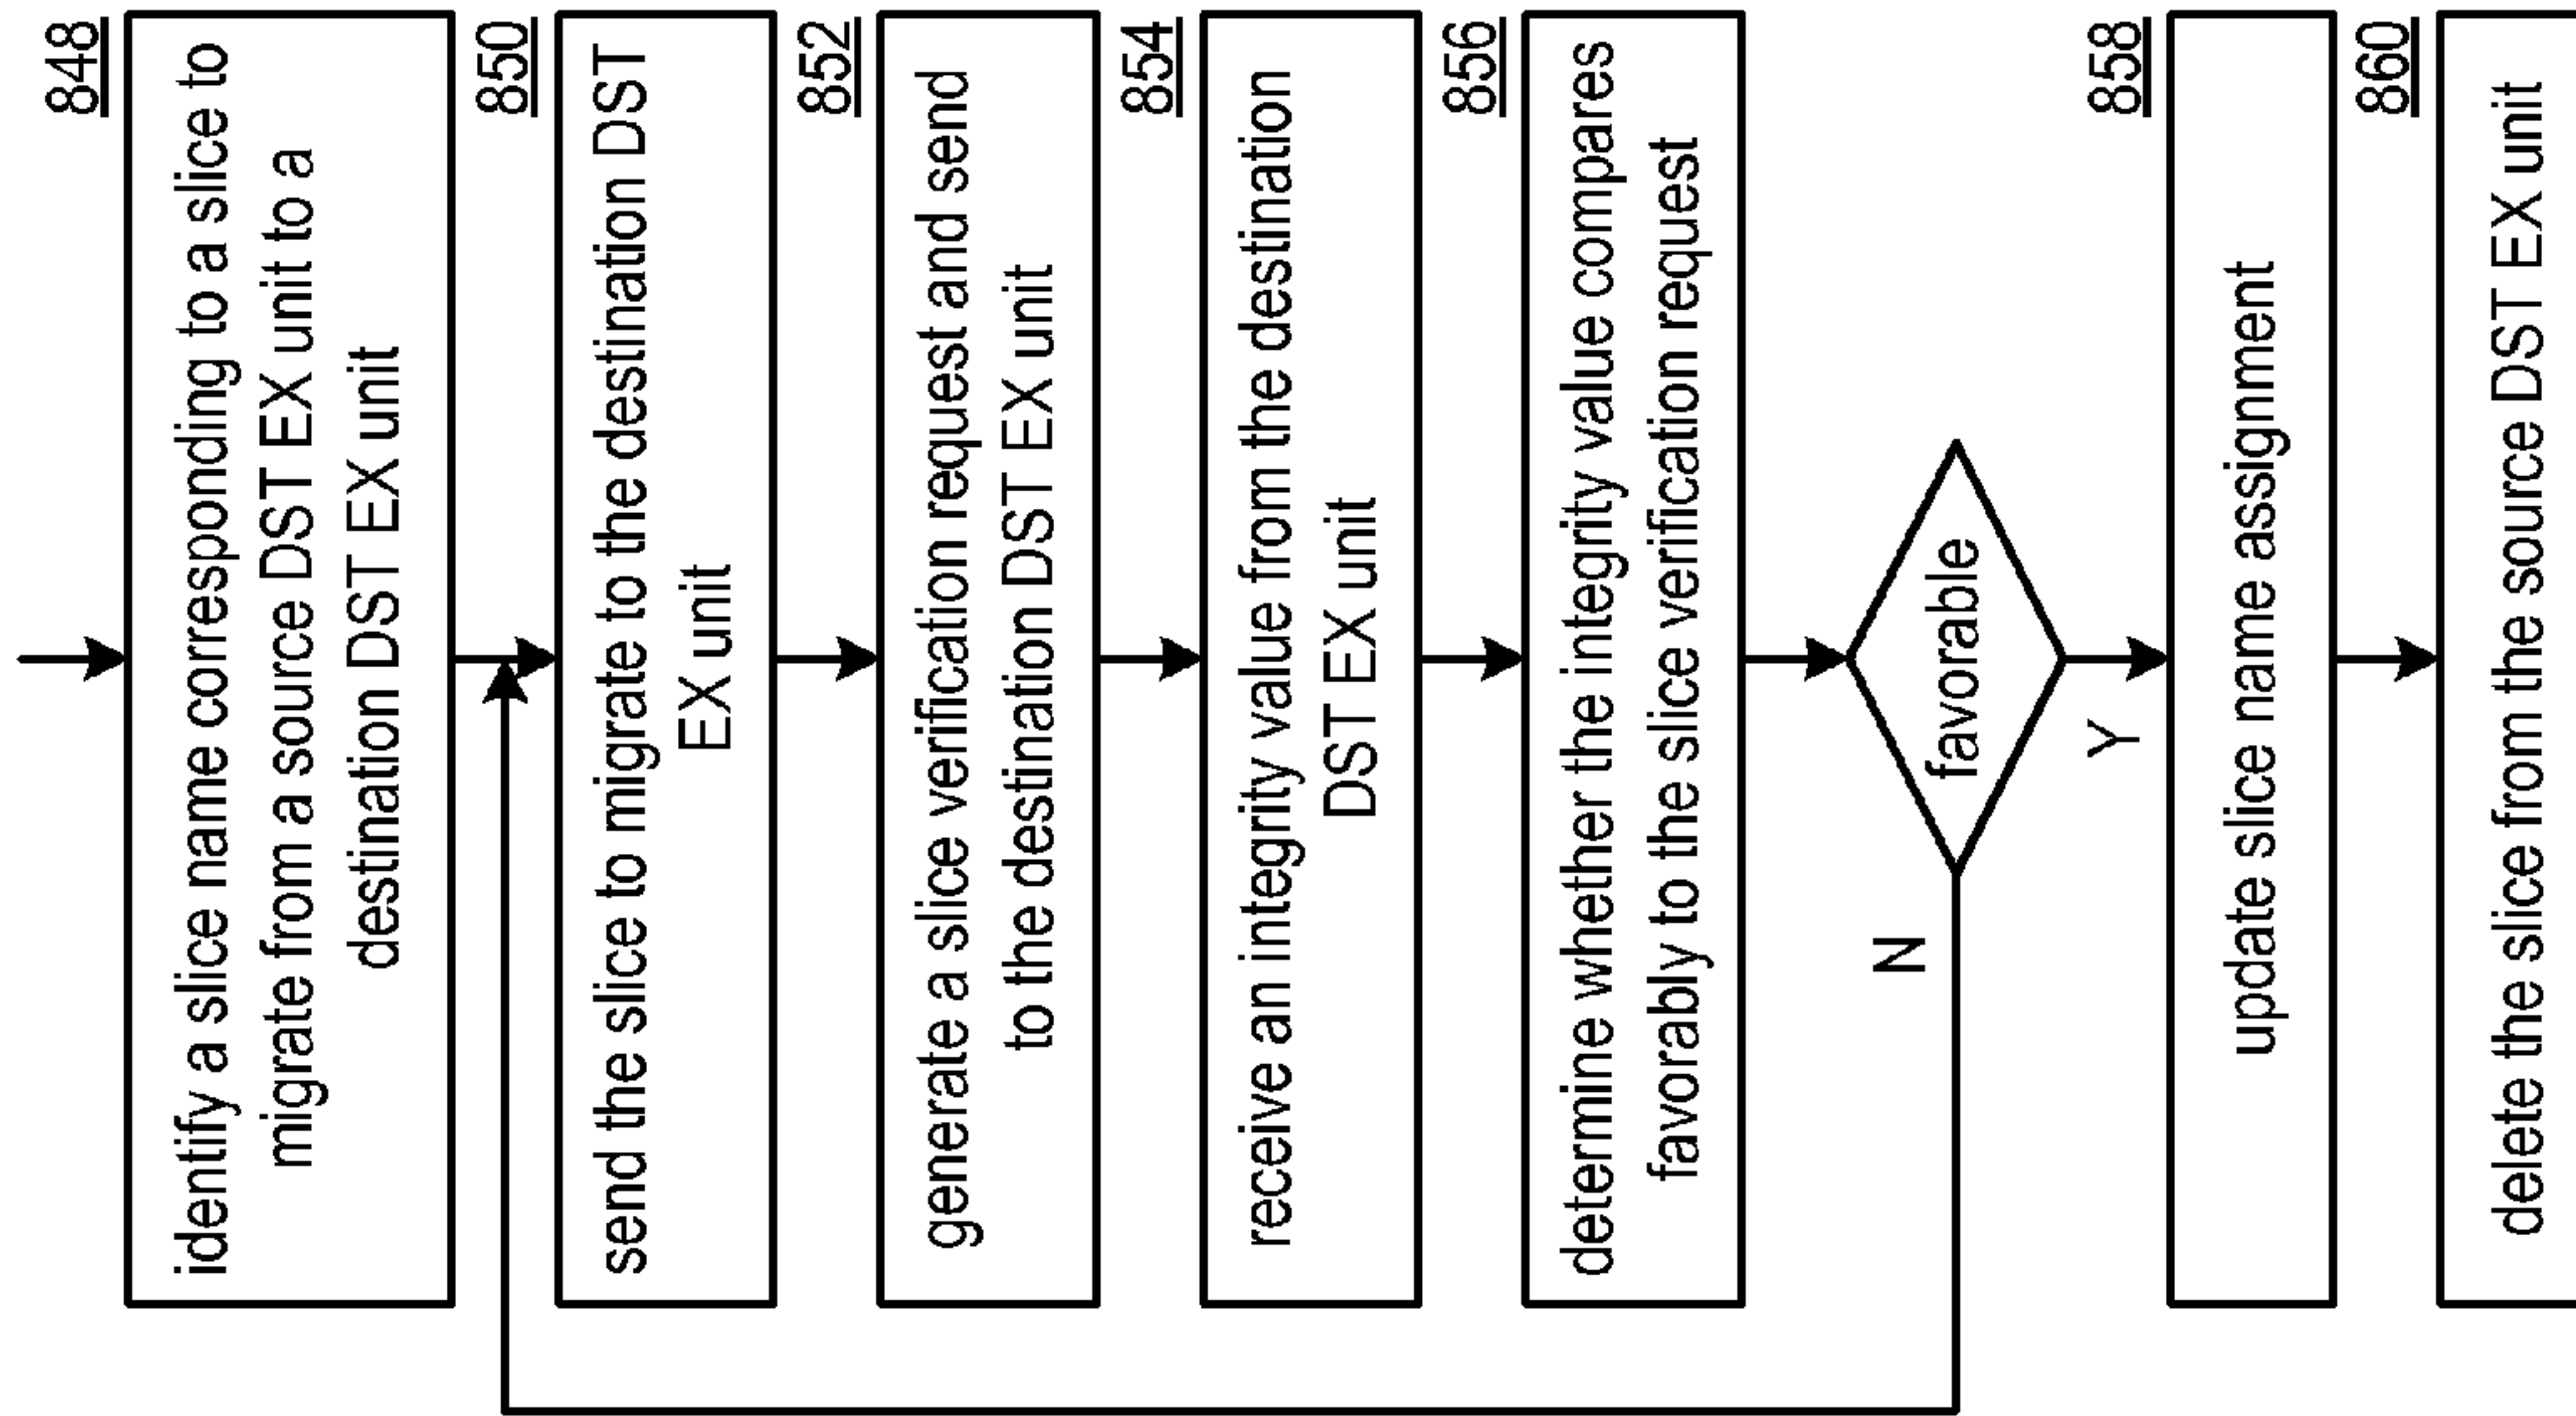 848
identify a slice name corresponding to a slice to
migrate from a source DST EX unit to a
destination DST EX unit
850
send the slice to migrate to the destination DST
EX unit
852
generate a slice verification request and send
to the destination DST EX unit
854
receive an integrity value from the destination
DST EX unit
856
determine whether the integrity value compares
favorably to the slice verification request
favorable
N
Y
858
update slice name assignment
860
delete the slice from the source DST EX unit